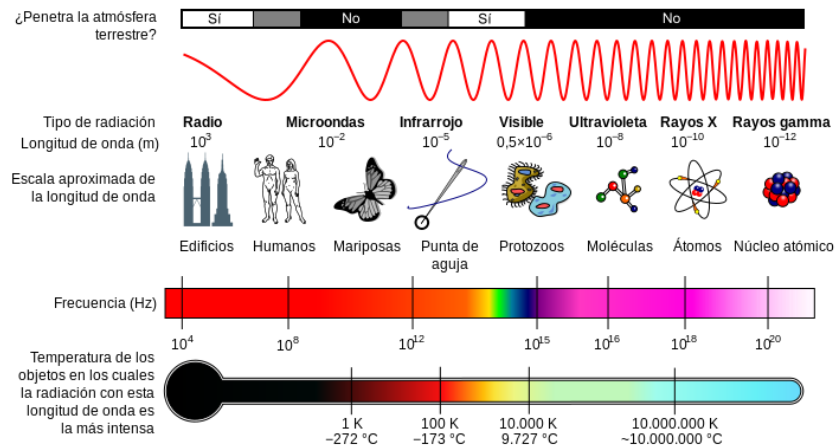 ¿Penetra la atmósfera
terrestre?
Sí No Sí No
Tipo de radiación Radio Microondas Infrarrojo Visible Ultravioleta Rayos X Rayos gamma
Longitud de onda (m) 10³ 10⁻² 10⁻⁵ 0,5×10⁻⁶ 10⁻⁸ 10⁻¹⁰ 10⁻¹²
Escala aproximada de
la longitud de onda
Edificios Humanos Mariposas Punta de Protozoos Moléculas Átomos Núcleo atómico
aguja
Frecuencia (Hz)
10⁴ 10⁸ 10¹² 10¹⁵ 10¹⁶ 10¹⁸ 10²⁰
Temperatura de los
objetos en los cuales
la radiación con esta
longitud de onda es
la más intensa
1 K 100 K 10.000 K 10.000.000 K
−272 °C −173 °C 9.727 °C ~10.000.000 °C